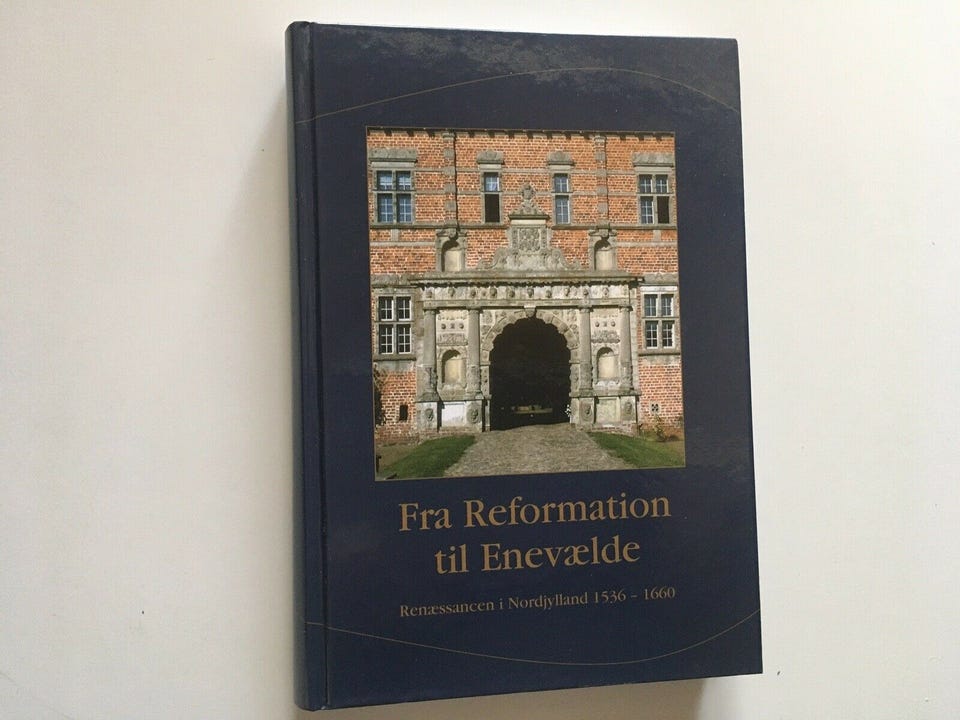 Fra Reformation
til Enevælde
Renæssancen i Nordjylland 1536 – 1660